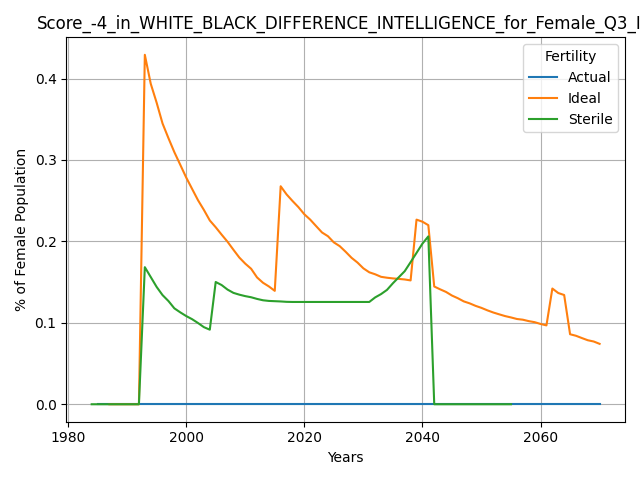 Score_-4_in_WHITE_BLACK_DIFFERENCE_INTELLIGENCE_for_Female_Q3_I
Fertility
Actual
Ideal
Sterile
% of Female Population
0.4
0.3
0.2
0.1
0.0
1980 2000 2020 2040 2060
Years